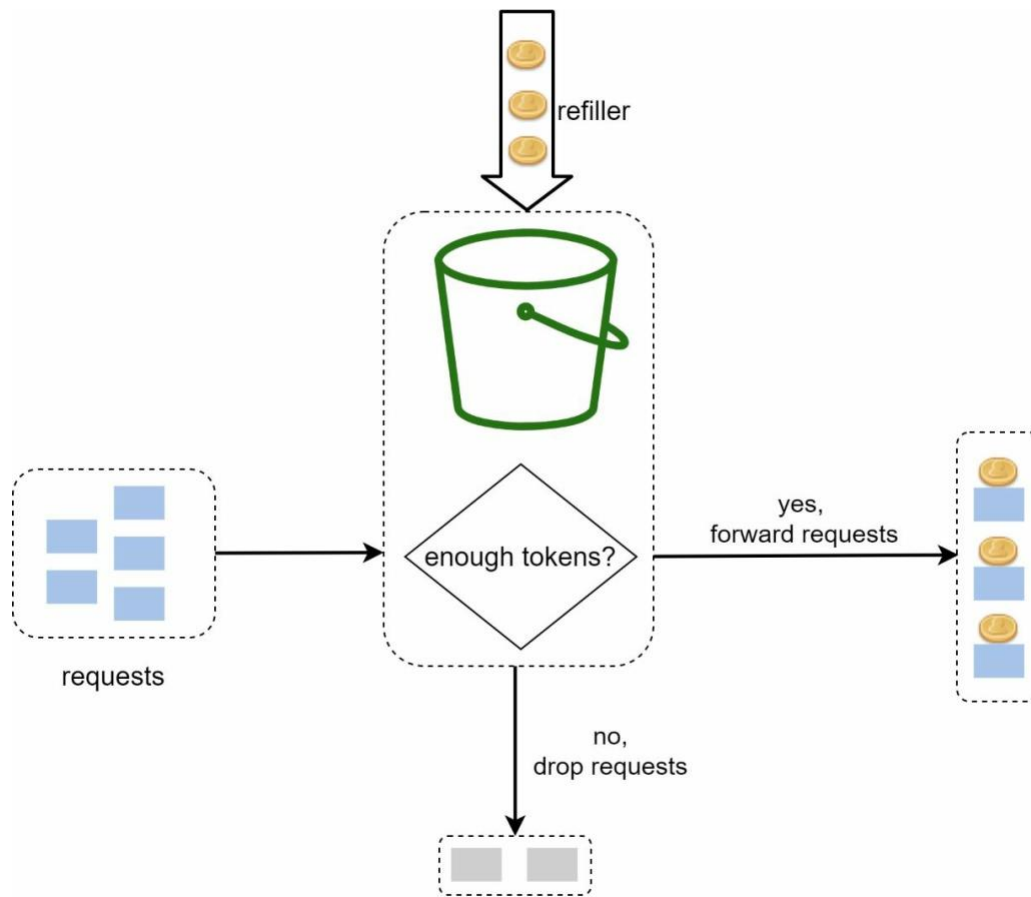 refiller
enough tokens?
yes,
forward requests
requests
no,
drop requests